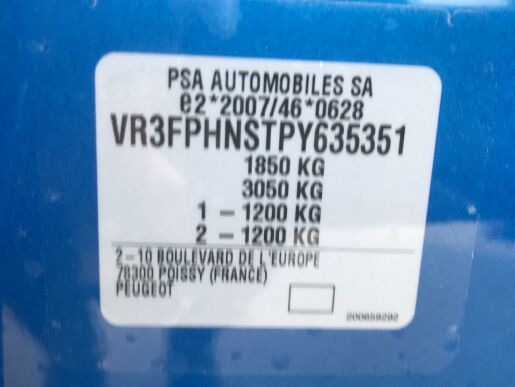 PSA AUTOMOBILES SA
e2*2007/46*0628
VR3FPHNSTPY635351
1850 KG
3050 KG
1 – 1200 KG
2 – 1200 KG
2–10 BOULEVARD DE L'EUROPE
78300 POISSY (FRANCE)
PEUGEOT